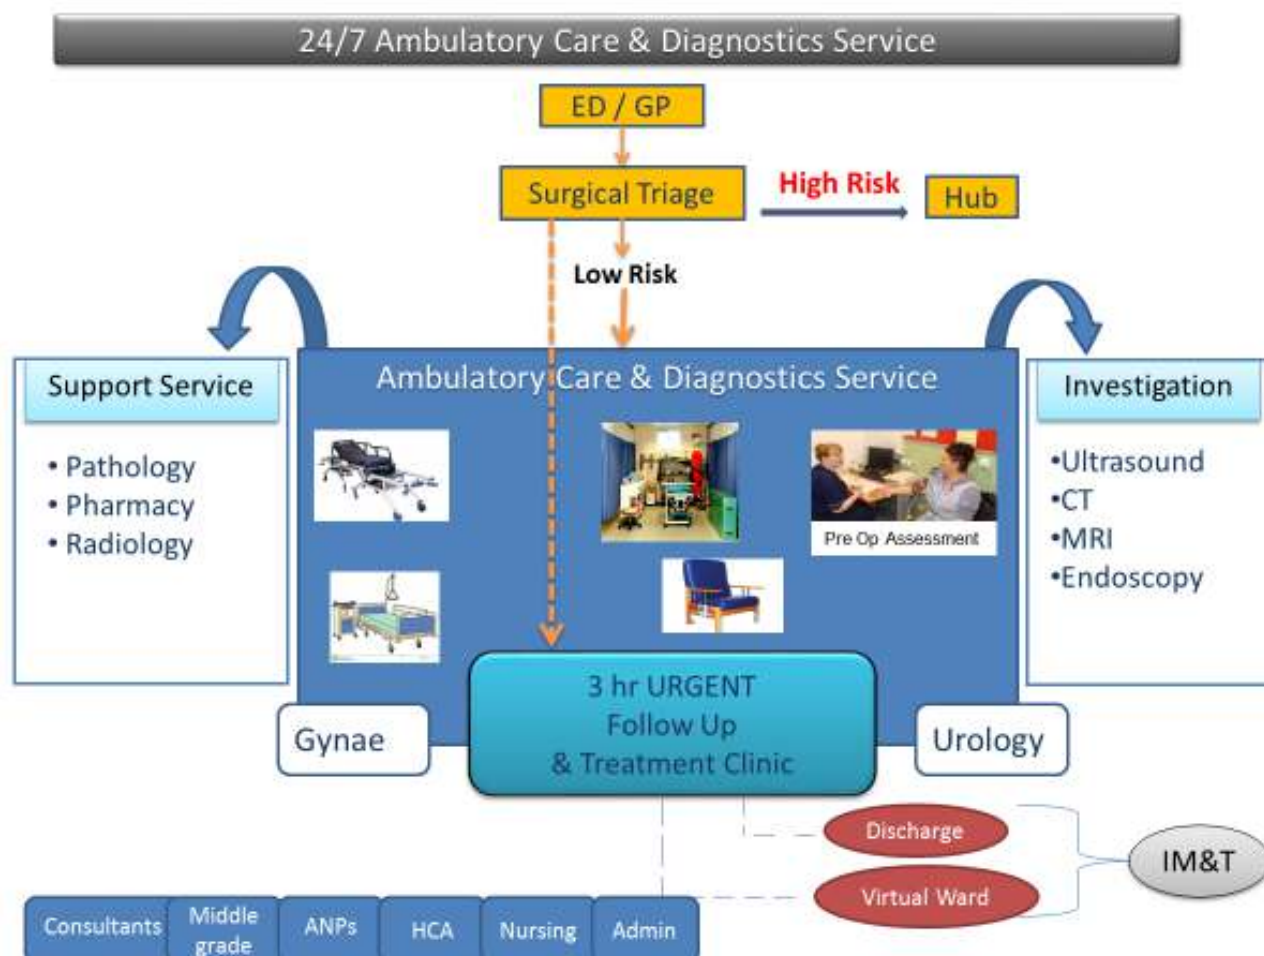 24/7 Ambulatory Care & Diagnostics Service
ED / GP
Surgical Triage
High Risk
Hub
Low Risk
Support Service
• Pathology
• Pharmacy
• Radiology
Ambulatory Care & Diagnostics Service
Pre Op Assessment
Investigation
•Ultrasound
•CT
•MRI
•Endoscopy
Gynae
3 hr URGENT
Follow Up
& Treatment Clinic
Urology
Discharge
Virtual Ward
IM&T
Consultants
Middle
grade
ANPs
HCA
Nursing
Admin